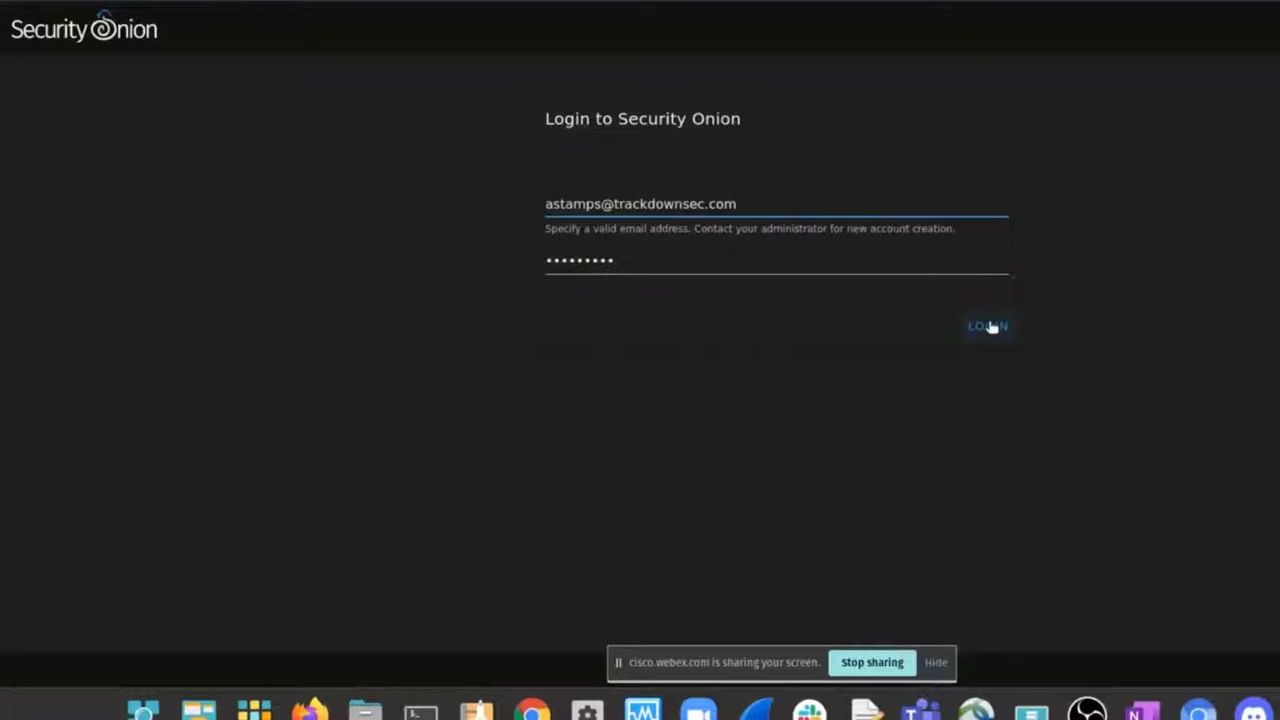 Security Onion
Login to Security Onion
astamps@trackdownsec.com
Specify a valid email address. Contact your administrator for new account creation.
•••••••••
LOGIN
cisco.webex.com is sharing your screen. Stop sharing Hide